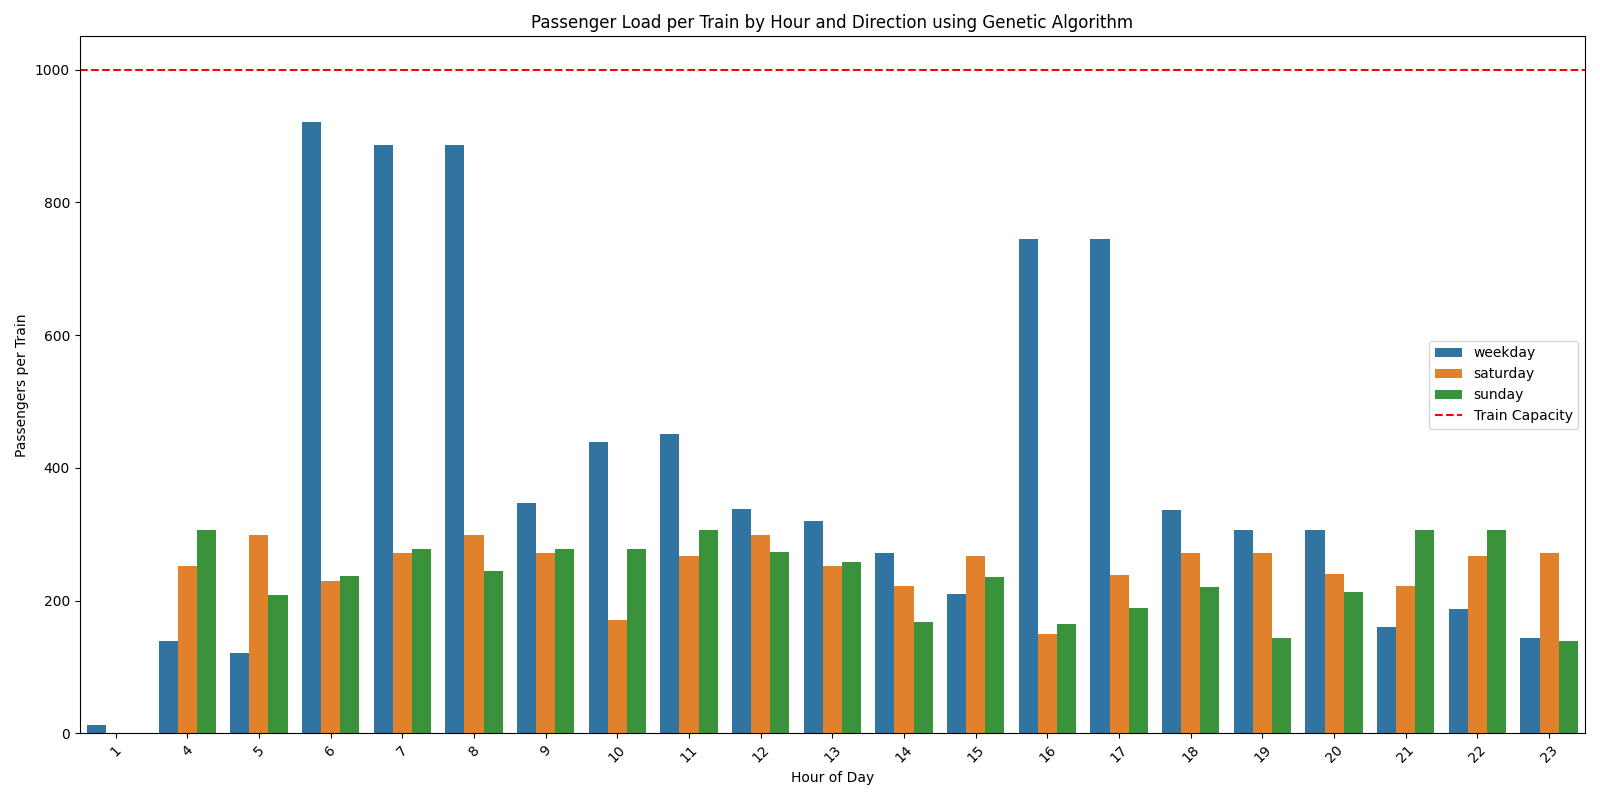 Passenger Load per Train by Hour and Direction using Genetic Algorithm
1000
800
600
400
200
0
Passengers per Train
weekday
saturday
sunday
Train Capacity
1 4 5 6 7 8 9 10 11 12 13 14 15 16 17 18 19 20 21 22 23
Hour of Day